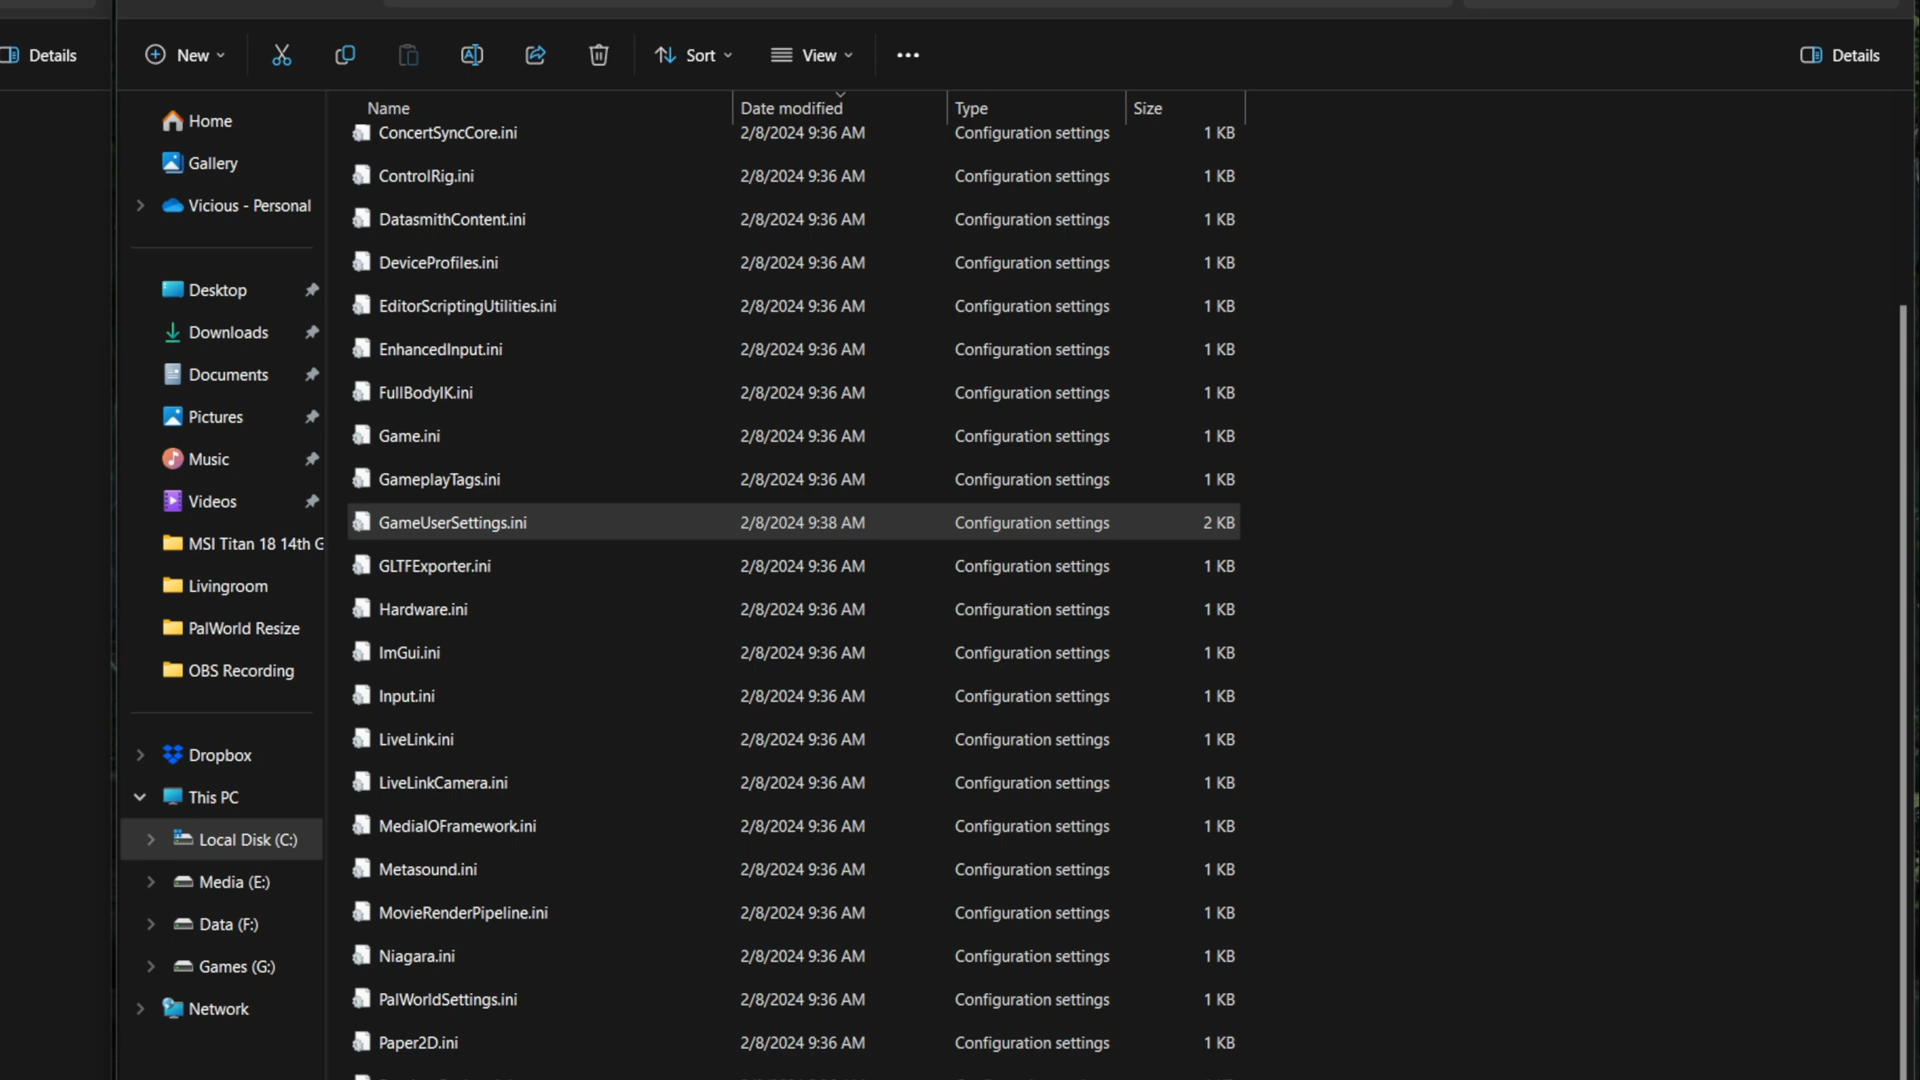 Details
New
Sort
View
Details
Home
Gallery
Vicious - Personal
Desktop
Downloads
Documents
Pictures
Music
Videos
MSI Titan 18 14th G
Livingroom
PalWorld Resize
OBS Recording
Dropbox
This PC
Local Disk (C:)
Media (E:)
Data (F:)
Games (G:)
Network
Name Date modified Type Size
ConcertSyncCore.ini 2/8/2024 9:36 AM Configuration settings 1 KB
ControlRig.ini 2/8/2024 9:36 AM Configuration settings 1 KB
DatasmithContent.ini 2/8/2024 9:36 AM Configuration settings 1 KB
DeviceProfiles.ini 2/8/2024 9:36 AM Configuration settings 1 KB
EditorScriptingUtilities.ini 2/8/2024 9:36 AM Configuration settings 1 KB
EnhancedInput.ini 2/8/2024 9:36 AM Configuration settings 1 KB
FullBodyIK.ini 2/8/2024 9:36 AM Configuration settings 1 KB
Game.ini 2/8/2024 9:36 AM Configuration settings 1 KB
GameplayTags.ini 2/8/2024 9:36 AM Configuration settings 1 KB
GameUserSettings.ini 2/8/2024 9:38 AM Configuration settings 2 KB
GLTFExporter.ini 2/8/2024 9:36 AM Configuration settings 1 KB
Hardware.ini 2/8/2024 9:36 AM Configuration settings 1 KB
ImGui.ini 2/8/2024 9:36 AM Configuration settings 1 KB
Input.ini 2/8/2024 9:36 AM Configuration settings 1 KB
LiveLink.ini 2/8/2024 9:36 AM Configuration settings 1 KB
LiveLinkCamera.ini 2/8/2024 9:36 AM Configuration settings 1 KB
MediaIOFramework.ini 2/8/2024 9:36 AM Configuration settings 1 KB
Metasound.ini 2/8/2024 9:36 AM Configuration settings 1 KB
MovieRenderPipeline.ini 2/8/2024 9:36 AM Configuration settings 1 KB
Niagara.ini 2/8/2024 9:36 AM Configuration settings 1 KB
PalWorldSettings.ini 2/8/2024 9:36 AM Configuration settings 1 KB
Paper2D.ini 2/8/2024 9:36 AM Configuration settings 1 KB